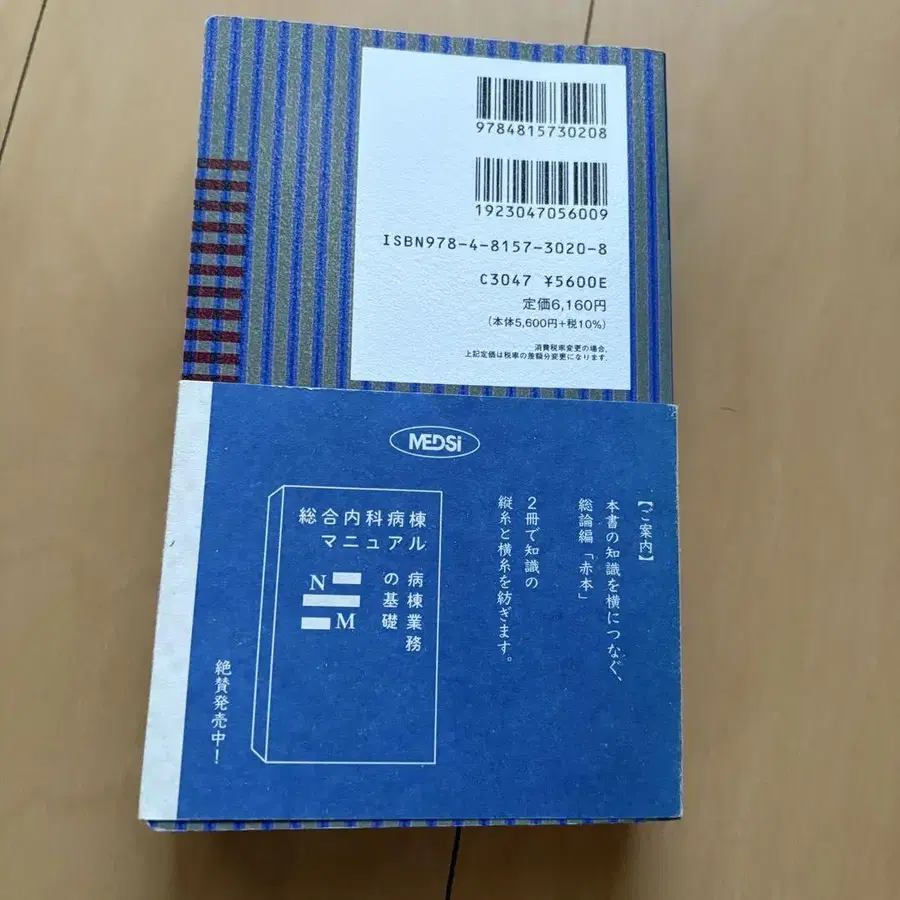 9784815730208
1923047056009
ISBN978-4-8157-3020-8
C3047 ¥5600E
定価6,160円
(本体5,600円+税10%)
消費税率変更の場合,
上記定価は税率の差額分変更になります.
MEDSi
【ご案内】
本書の知識を横につなぐ、
総論編「赤本」
2冊で知識の
縦糸と横糸を紡ぎます。
総合内科病棟
マニュアル
病棟業務
の基礎
N
M
絶賛発売中!